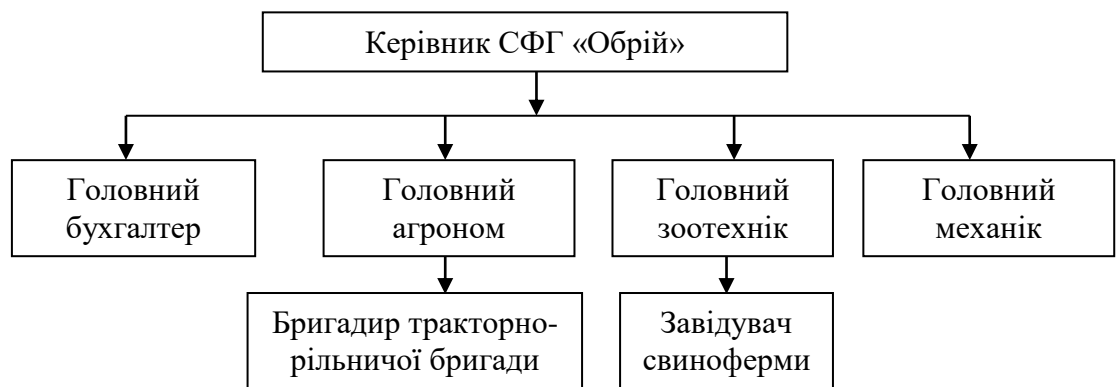 Керівник СФГ «Обрій»
Головний
бухгалтер
Головний
агроном
Головний
зоотехнік
Головний
механік
Бригадир тракторно-
рільничої бригади
Завідувач
свиноферми